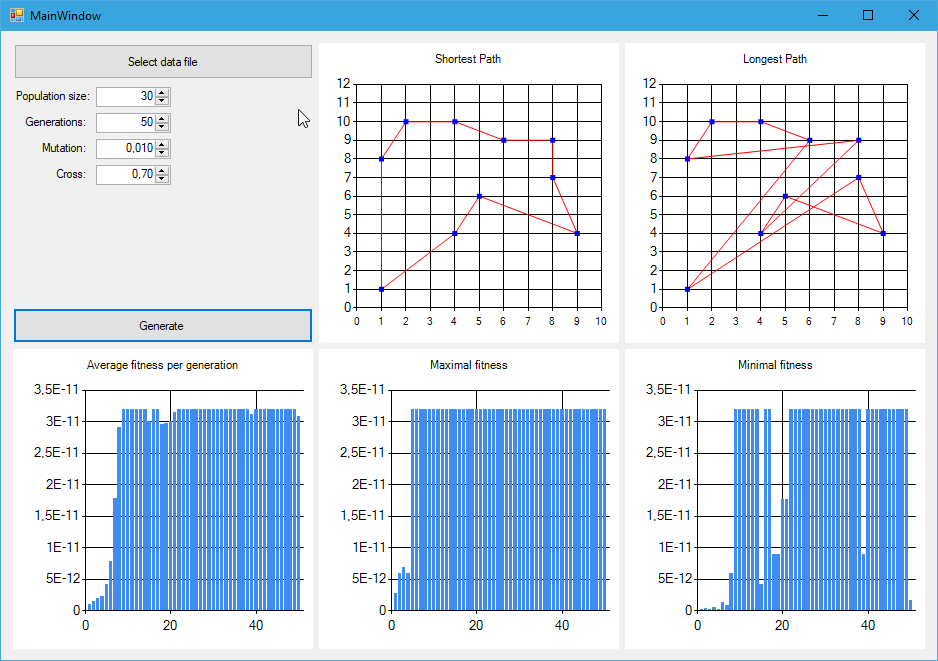 MainWindow
Select data file
Population size: 30
Generations: 50
Mutation: 0,010
Cross: 0,70
Generate
Shortest Path
12
11
10
9
8
7
6
5
4
3
2
1
0
0 1 2 3 4 5 6 7 8 9 10
Longest Path
12
11
10
9
8
7
6
5
4
3
2
1
0
0 1 2 3 4 5 6 7 8 9 10
Average fitness per generation
3,5E-11
3E-11
2,5E-11
2E-11
1,5E-11
1E-11
5E-12
0
0 20 40
Maximal fitness
3,5E-11
3E-11
2,5E-11
2E-11
1,5E-11
1E-11
5E-12
0
0 20 40
Minimal fitness
3,5E-11
3E-11
2,5E-11
2E-11
1,5E-11
1E-11
5E-12
0
0 20 40